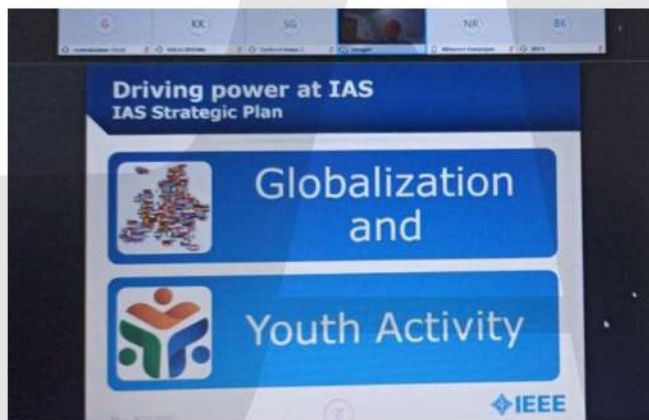 G KK SG NR BK
Driving power at IAS
IAS Strategic Plan
Globalization
and
Youth Activity
IEEE